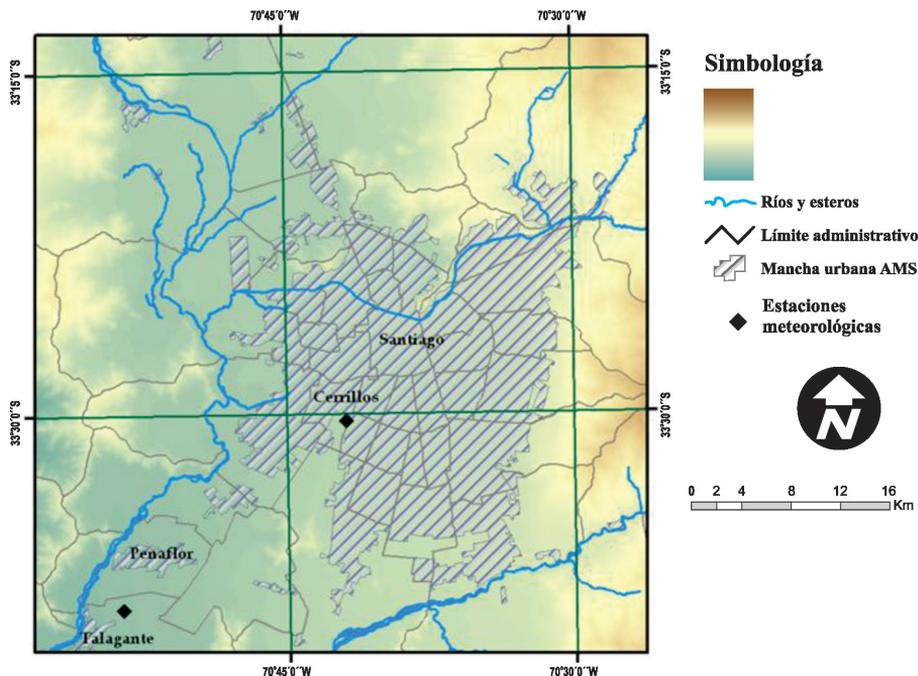 70°45'0''W
70°30'0''W
33°15'0''S
33°15'0''S
Simbología
Ríos y esteros
Límite administrativo
Mancha urbana AMS
Estaciones
meteorológicas
Santiago
Cerrillos
33°30'0''S
33°30'0''S
N
0 2 4 8 12 16
Km
Penaflor
Talagante
70°45'0''W
70°30'0''W